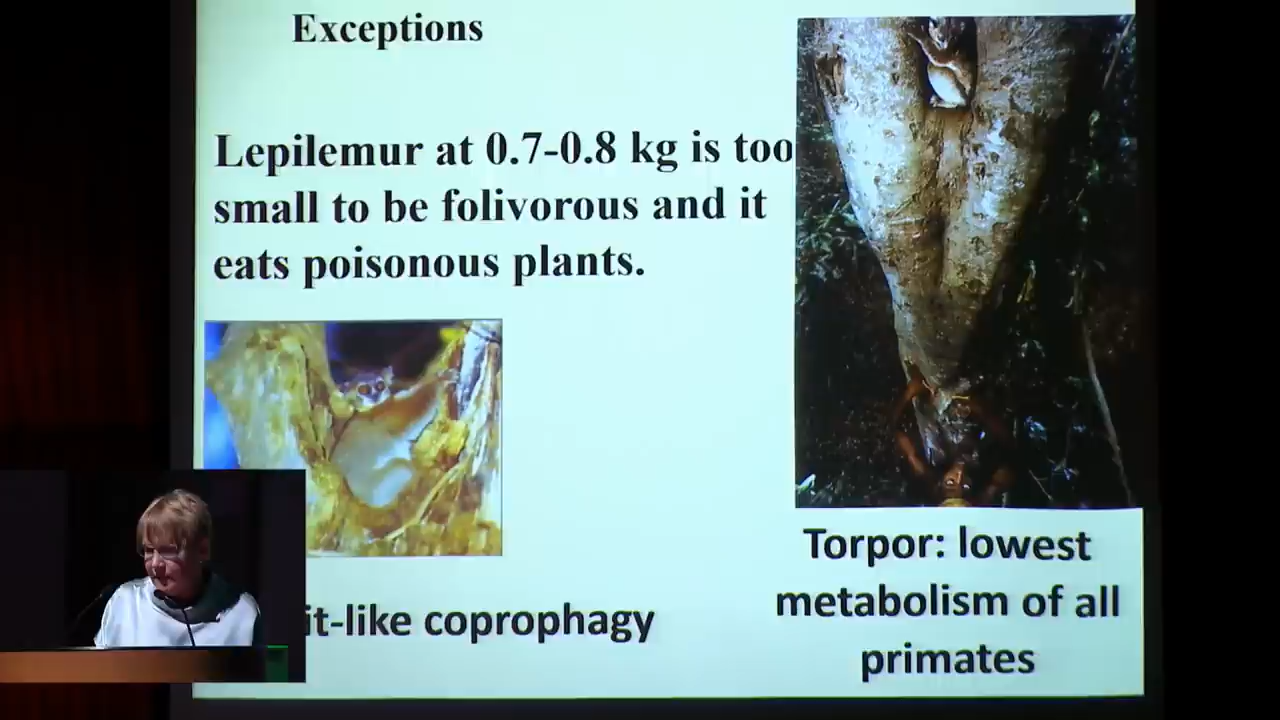 Exceptions
Lepilemur at 0.7-0.8 kg is too
small to be folivorous and it
eats poisonous plants.
it-like coprophagy
Torpor: lowest
metabolism of all
primates